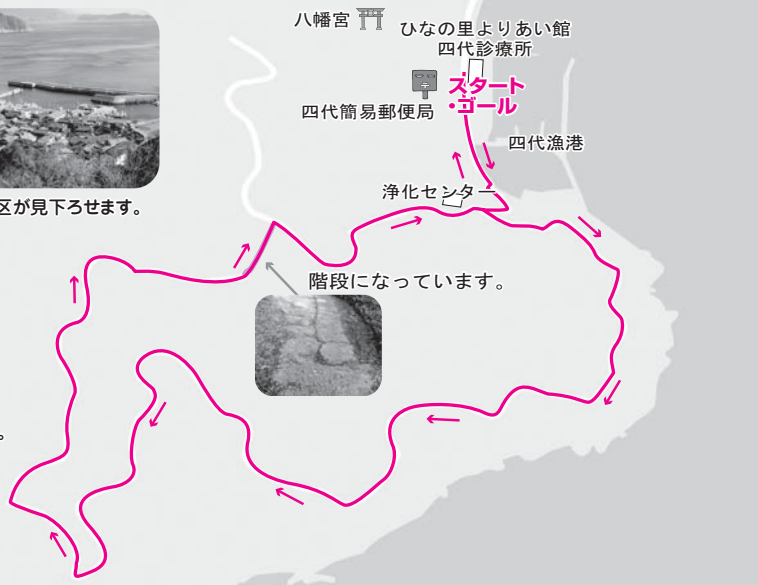 八幡宮
ひなの里よりあい館
四代診療所
スタート
・ゴール
四代簡易郵便局
四代漁港
浄化センター
区が見下ろせます。
階段になっています。
。